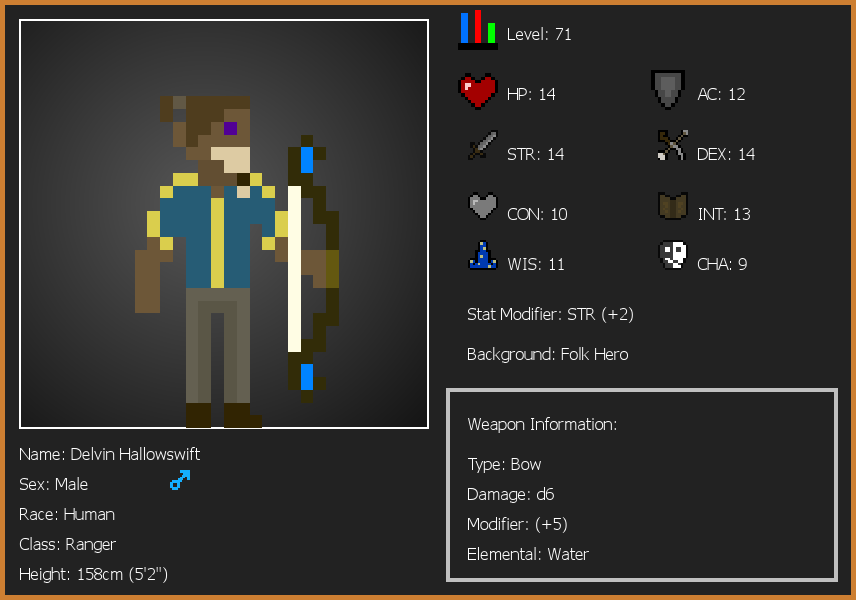 Level: 71
HP: 14
AC: 12
STR: 14
DEX: 14
CON: 10
INT: 13
WIS: 11
CHA: 9
Stat Modifier: STR (+2)
Background: Folk Hero
Weapon Information:
Type: Bow
Damage: d6
Modifier: (+5)
Elemental: Water
Name: Delvin Hallowswift
Sex: Male
Race: Human
Class: Ranger
Height: 158cm (5'2")